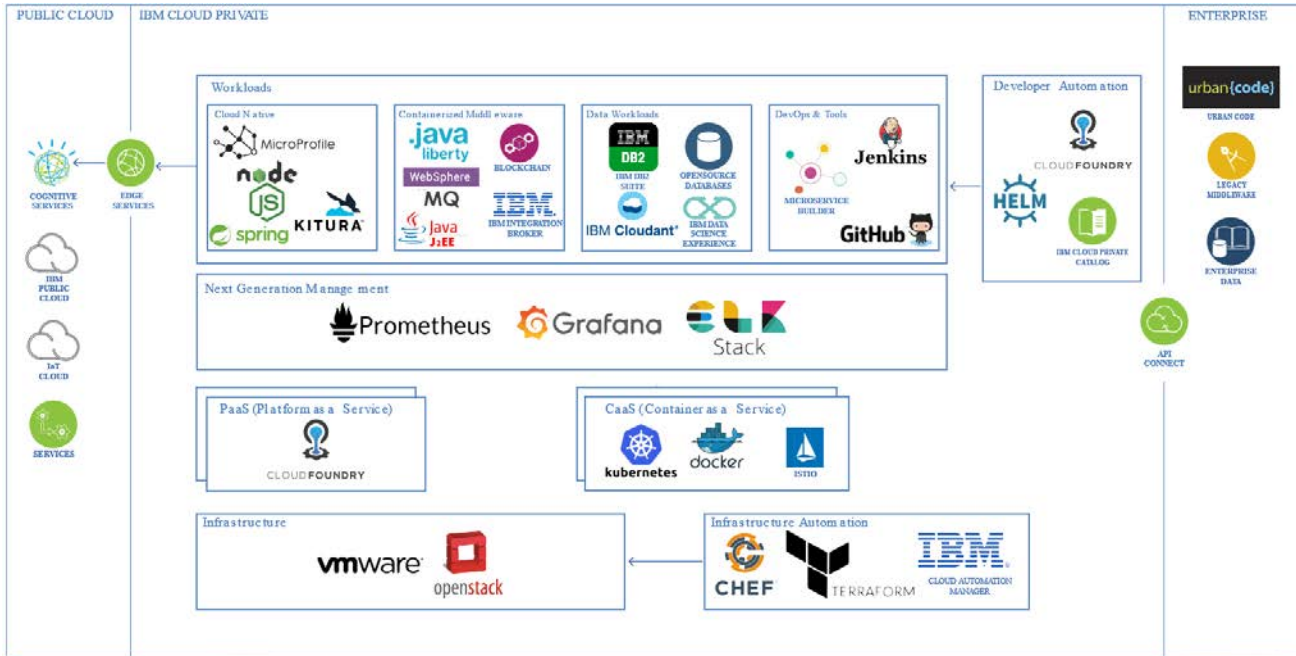 PUBLIC CLOUD
IBM CLOUD PRIVATE
ENTERPRISE
COGNITIVE
SERVICES
EDGE
SERVICES
IBM
PUBLIC
CLOUD
IoT
CLOUD
SERVICES
Workloads
Cloud Native
MicroProfile
node
JS
spring
KITURA
Containerized Middleware
java
liberty
BLOCKCHAIN
WebSphere
MQ
Java
J2EE
IBM
IBM INTEGRATION
BROKER
Data Workloads
IBM
DB2
IBM DB2
SUITE
OPENSOURCE
DATABASES
IBM Cloudant
IBM DATA
SCIENCE
EXPERIENCE
DevOps & Tools
Jenkins
MICROSERVICE
BUILDER
GitHub
Developer Automation
CLOUD FOUNDRY
HELM
IBM CLOUD PRIVATE
CATALOG
urban{code}
URBAN CODE
LEGACY
MIDDLEWARE
ENTERPRISE
DATA
API
CONNECT
Next Generation Management
Prometheus
Grafana
ELK
Stack
PaaS (Platform as a Service)
CLOUD FOUNDRY
CaaS (Container as a Service)
kubernetes
docker
ISTIO
Infrastructure
vmware
openstack
Infrastructure Automation
CHEF
TERRAFORM
IBM
CLOUD AUTOMATION
MANAGER